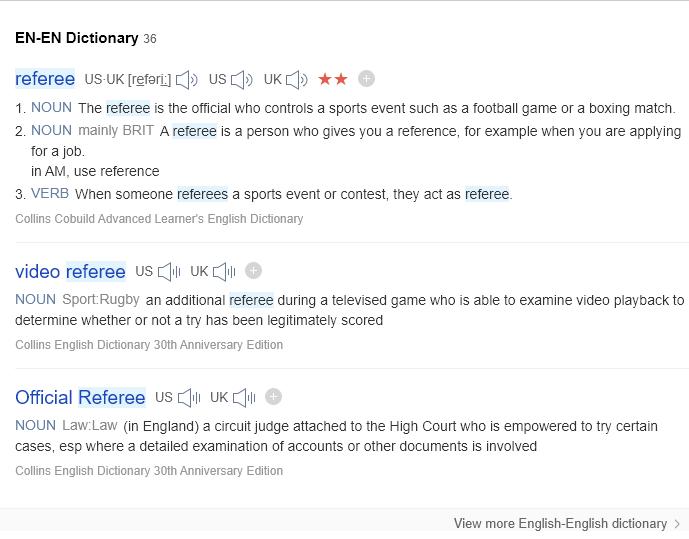 EN-EN Dictionary 36
referee US·UK [refəriː] US UK ★★
1. NOUN The referee is the official who controls a sports event such as a football game or a boxing match.
2. NOUN mainly BRIT A referee is a person who gives you a reference, for example when you are applying
for a job.
in AM, use reference
3. VERB When someone referees a sports event or contest, they act as referee.
Collins Cobuild Advanced Learner's English Dictionary
video referee US UK
NOUN Sport:Rugby an additional referee during a televised game who is able to examine video playback to
determine whether or not a try has been legitimately scored
Collins English Dictionary 30th Anniversary Edition
Official Referee US UK
NOUN Law:Law (in England) a circuit judge attached to the High Court who is empowered to try certain
cases, esp where a detailed examination of accounts or other documents is involved
Collins English Dictionary 30th Anniversary Edition
View more English-English dictionary >